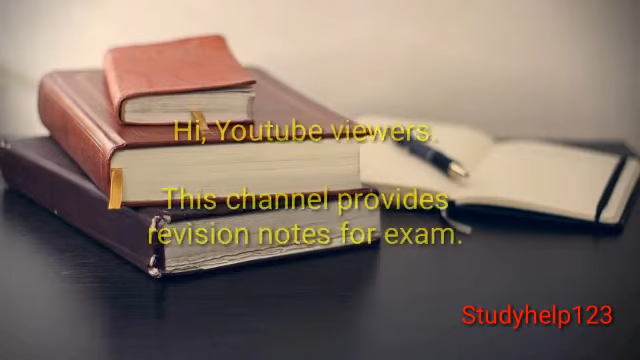 Hi, Youtube viewers.
This channel provides
revision notes for exam.
Studyhelp123